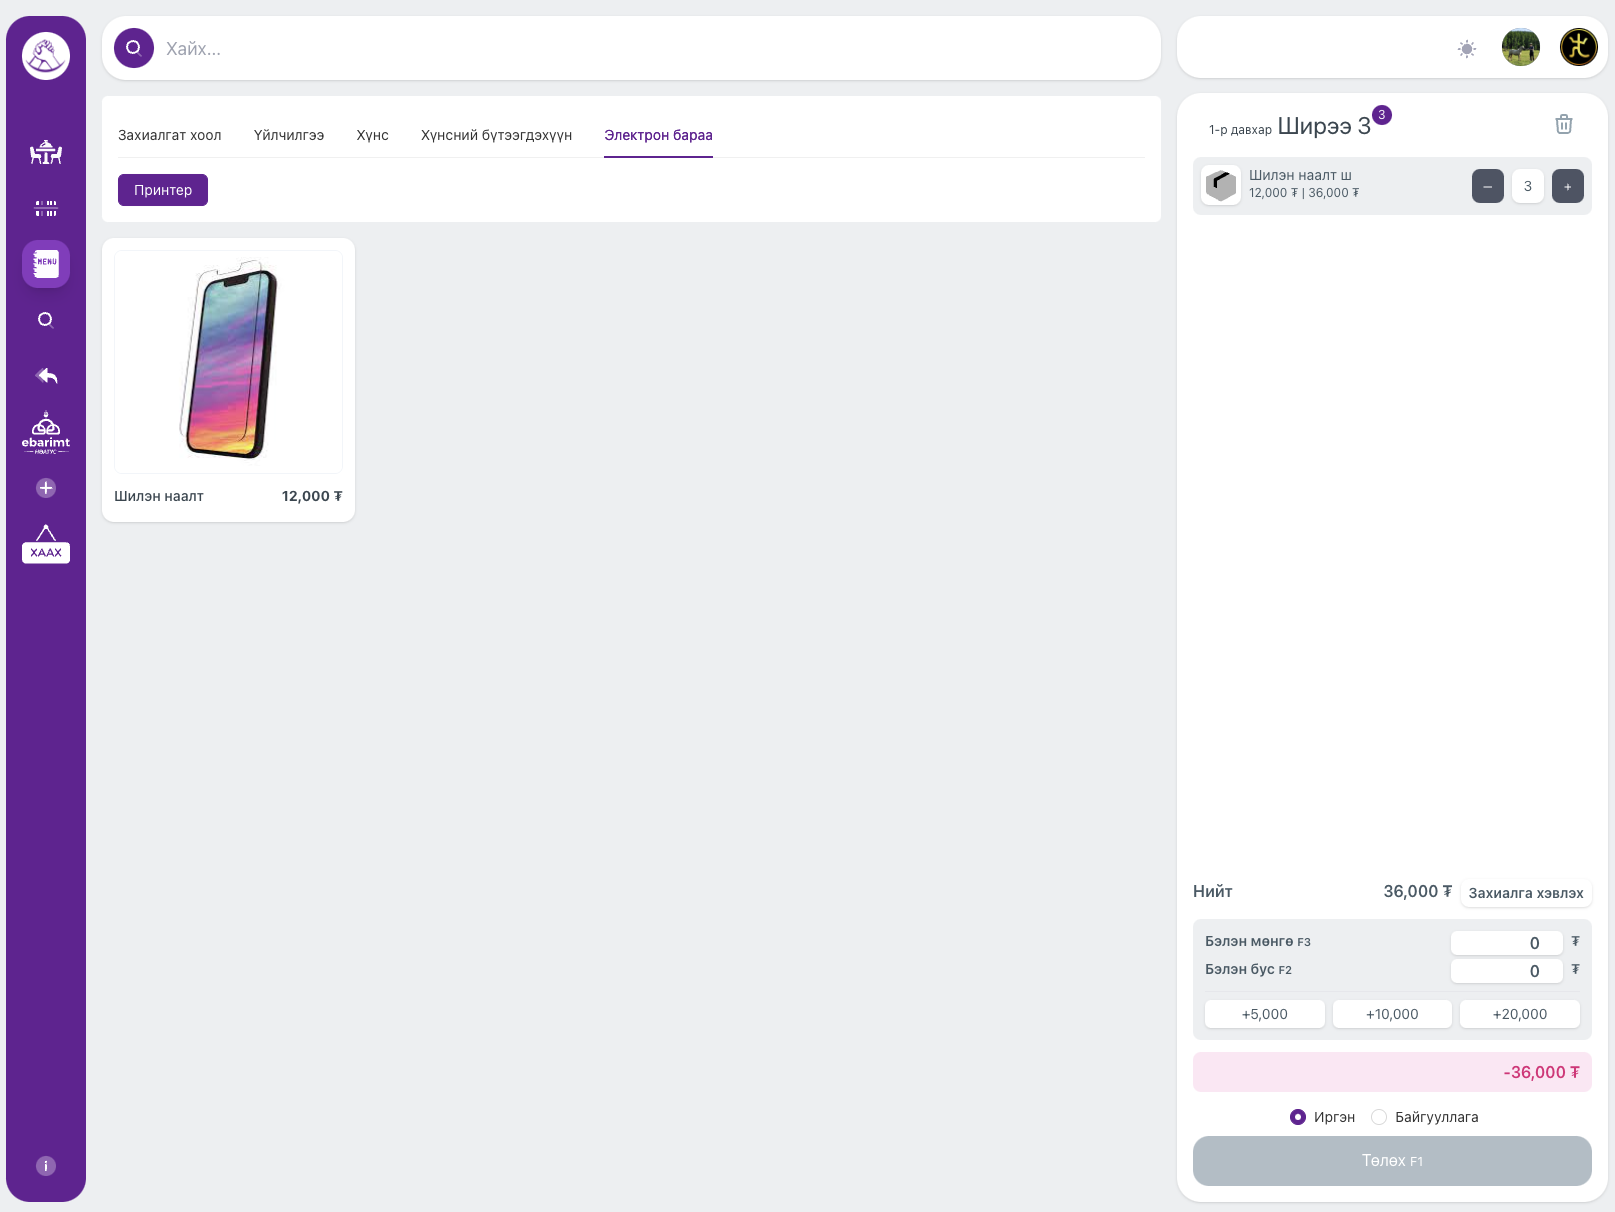 Хайх...
Захиалгат хоол
Үйлчилгээ
Хүнс
Хүнсний бүтээгдэхүүн
Электрон бараа
Принтер
Шилэн наалт
12,000 ₮
MENU
ebarimt
НӨАТУС
ХААХ
1-р давхар Ширээ 3 3
Шилэн наалт ш
12,000 ₮ | 36,000 ₮
− 3 +
Нийт 36,000 ₮ Захиалга хэвлэх
Бэлэн мөнгө F3 0 ₮
Бэлэн бус F2 0 ₮
+5,000 +10,000 +20,000
-36,000 ₮
Иргэн Байгууллага
Төлөх F1